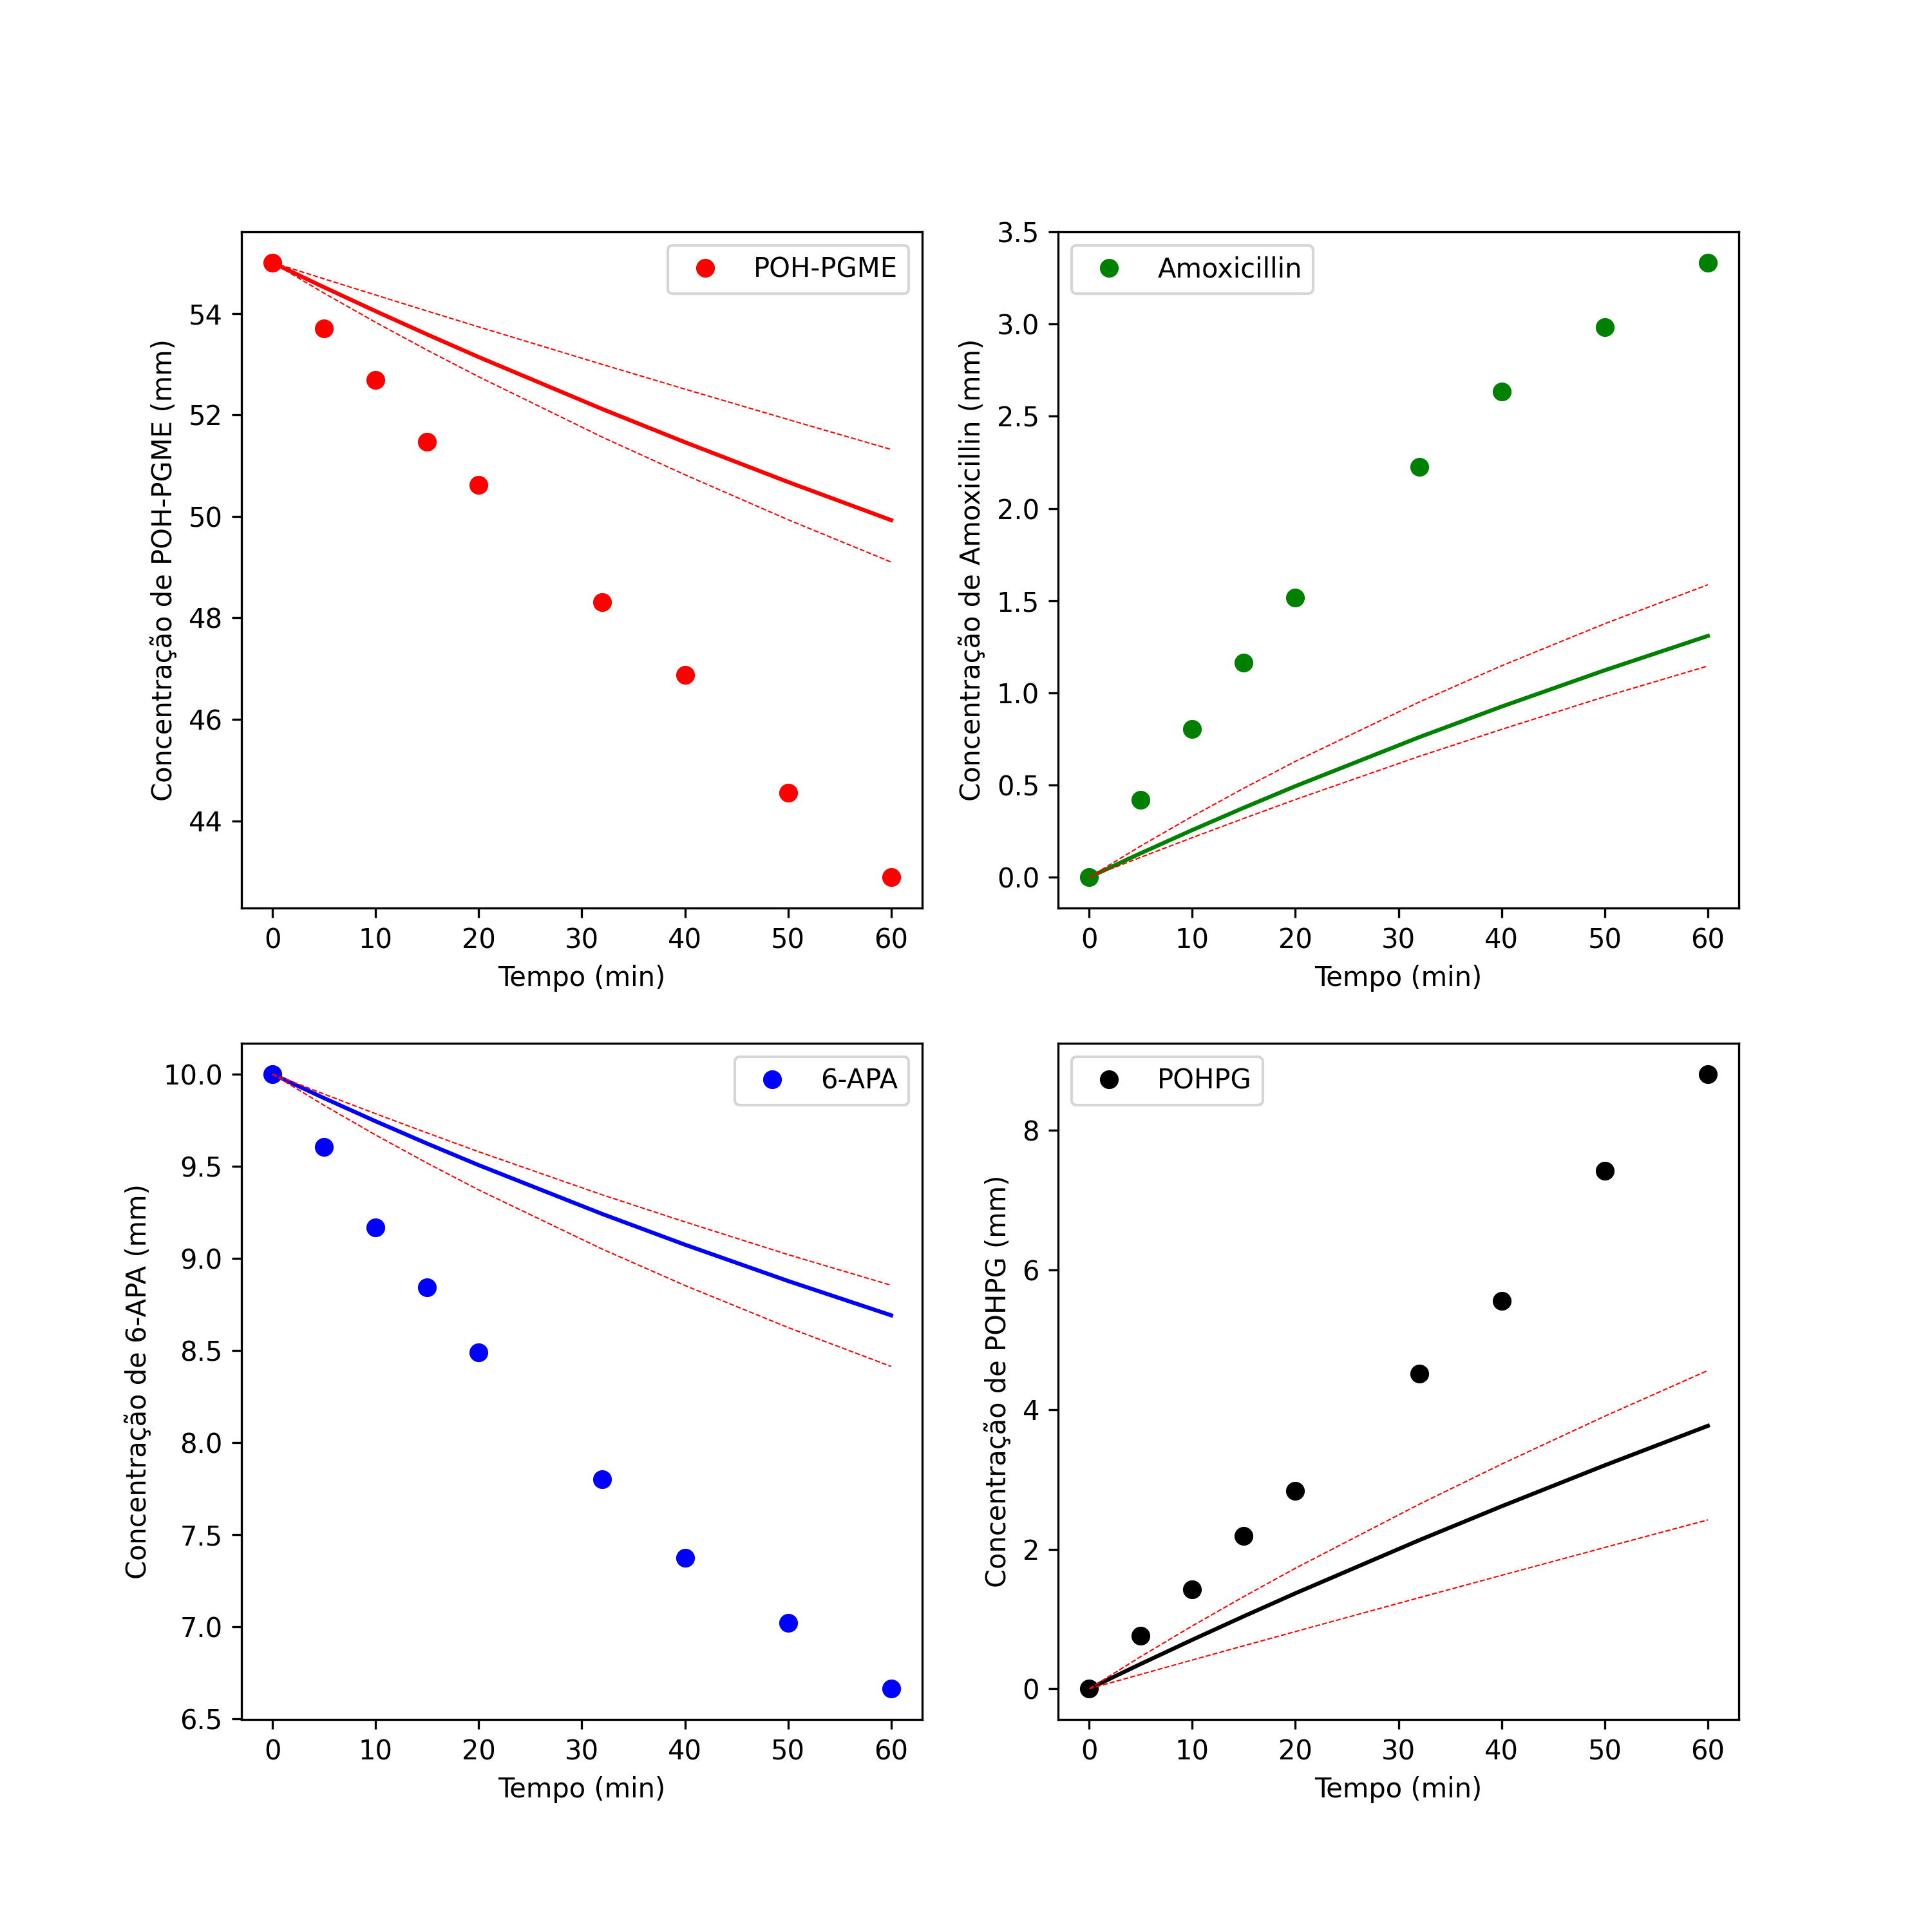 POH-PGME
Concentração de POH-PGME (mm)
54
52
50
48
46
44
0 10 20 30 40 50 60
Tempo (min)
Amoxicillin
Concentração de Amoxicillin (mm)
3.5
3.0
2.5
2.0
1.5
1.0
0.5
0.0
0 10 20 30 40 50 60
Tempo (min)
6-APA
Concentração de 6-APA (mm)
10.0
9.5
9.0
8.5
8.0
7.5
7.0
6.5
0 10 20 30 40 50 60
Tempo (min)
POHPG
Concentração de POHPG (mm)
8
6
4
2
0
0 10 20 30 40 50 60
Tempo (min)